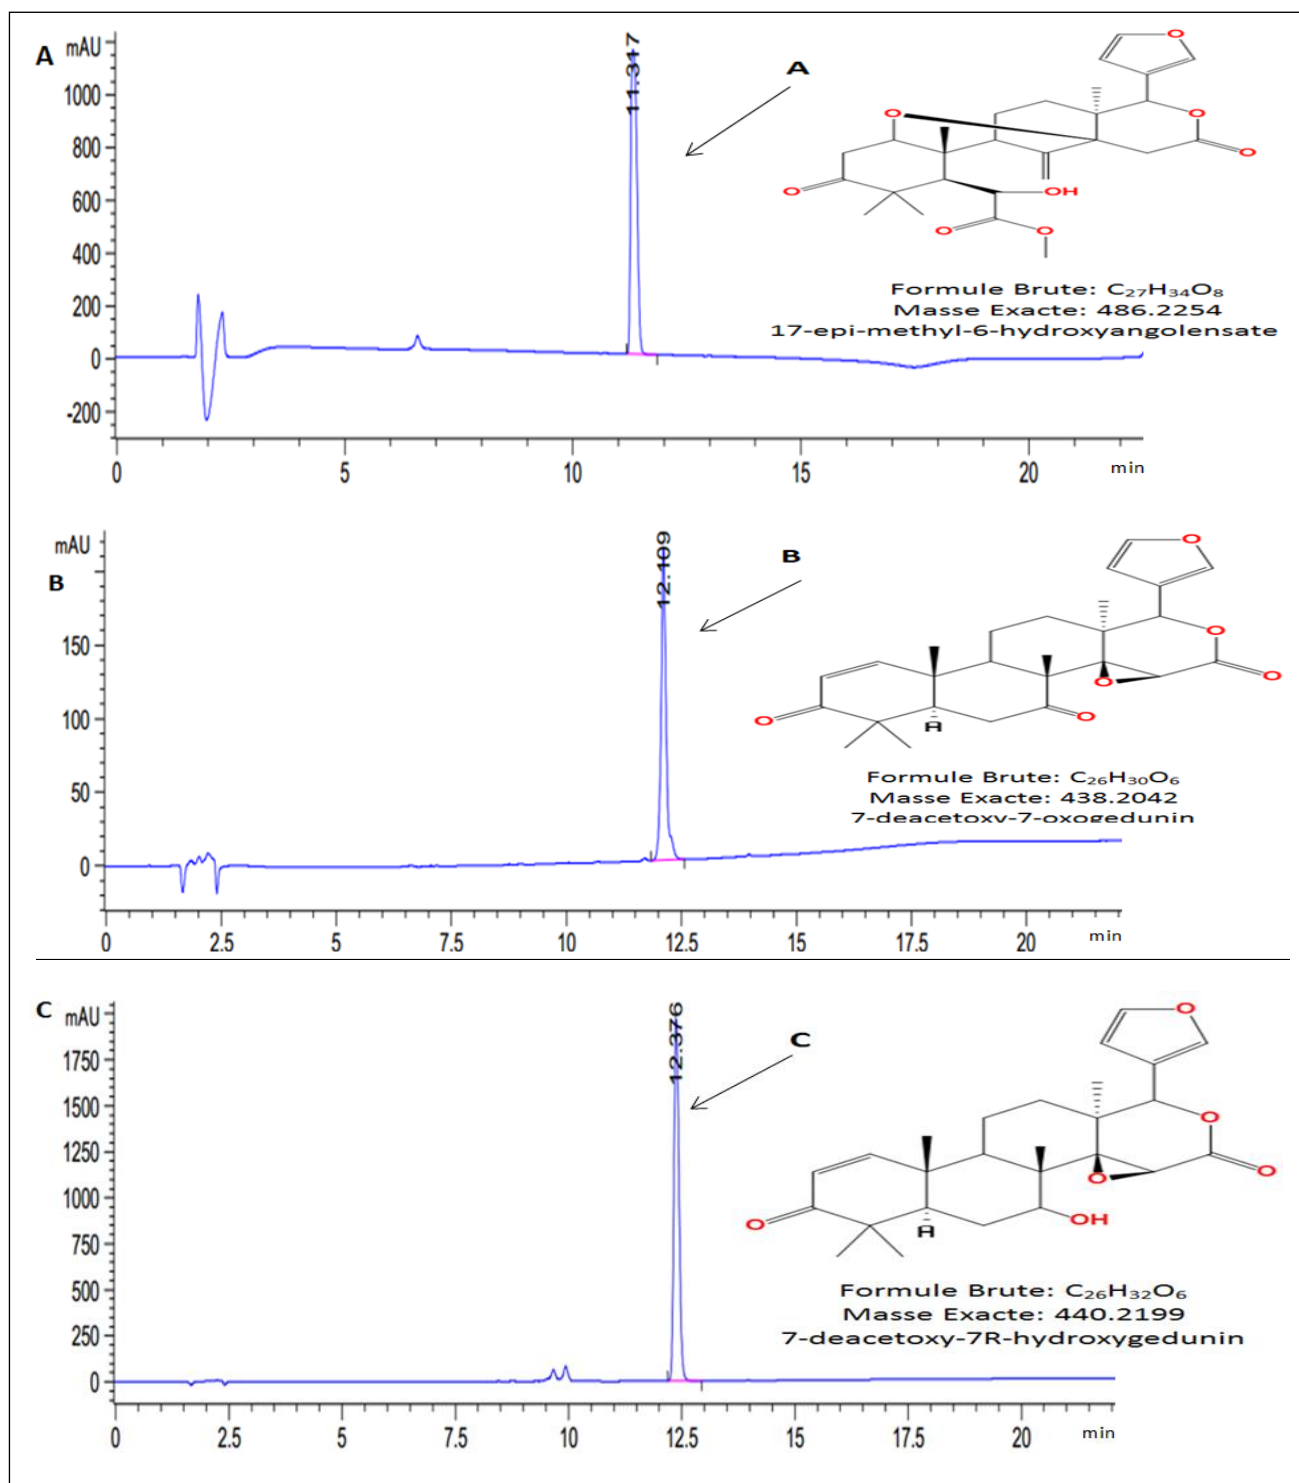 A
mAU
1000
800
600
400
200
0
-200
11.317
A
O
O
O
O
O
OH
O
O
Formule Brute: C₂₇H₃₄O₈
Masse Exacte: 486.2254
17-epi-methyl-6-hydroxyangolensate
0 5 10 15 20 min
mAU
B
150
100
50
0
12.109
B
O
O
O
O
O
O
H
Formule Brute: C₂₆H₃₀O₆
Masse Exacte: 438.2042
7-deacetoxy-7-oxogedunin
0 2.5 5 7.5 10 12.5 15 17.5 20 min
C
mAU
1750
1500
1250
1000
750
500
250
0
12.376
C
O
O
O
O
O
OH
H
Formule Brute: C₂₆H₃₂O₆
Masse Exacte: 440.2199
7-deacetoxy-7R-hydroxygedunin
0 2.5 5 7.5 10 12.5 15 17.5 20 min